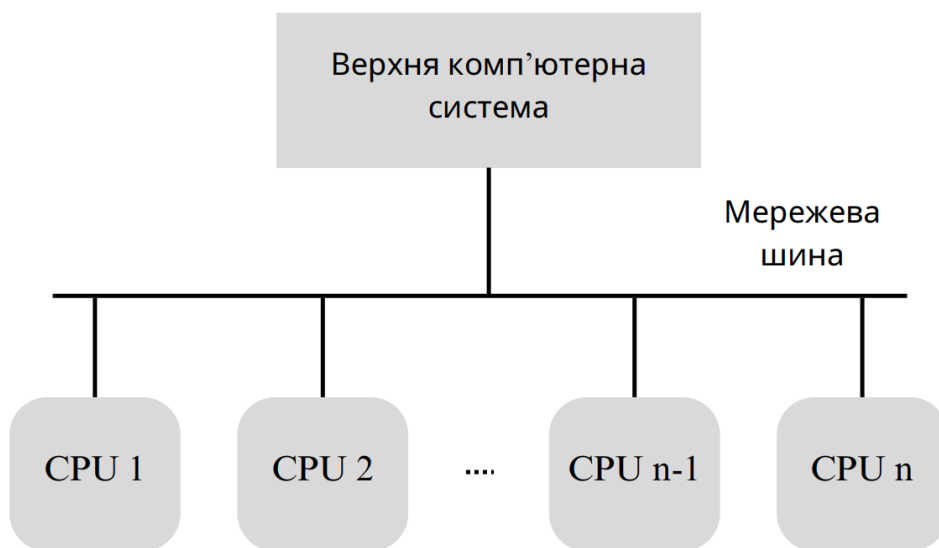 Верхня комп’ютерна
система
Мережева
шина
CPU 1
CPU 2
.....
CPU n-1
CPU n